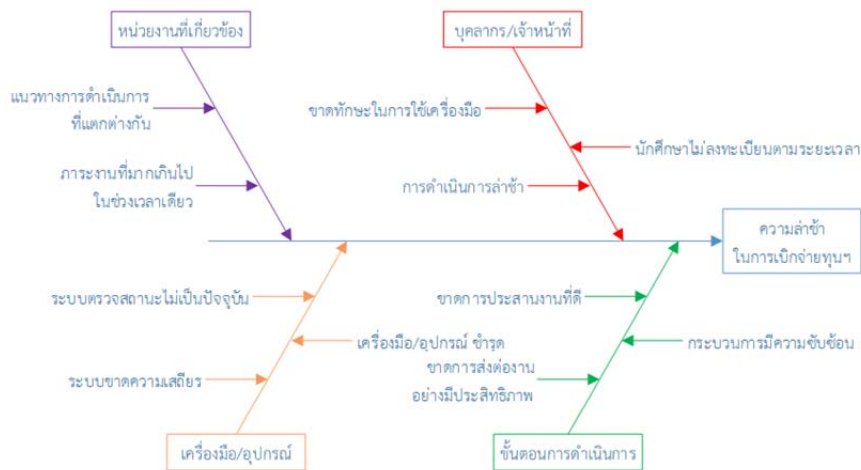 หน่วยงานที่เกี่ยวข้อง
บุคลากร/เจ้าหน้าที่
แนวทางการดำเนินการ
ที่แตกต่างกัน
ขาดทักษะในการใช้เครื่องมือ
นักศึกษาไม่ลงทะเบียนตามระยะเวลา
ภาระงานที่มากเกินไป
ในช่วงเวลาเดียว
การดำเนินการล่าช้า
ความล่าช้า
ในการเบิกจ่ายทุนฯ
ระบบตรวจสถานะไม่เป็นปัจจุบัน
ขาดการประสานงานที่ดี
เครื่องมือ/อุปกรณ์ ชำรุด
กระบวนการมีความซับซ้อน
ระบบขาดความเสถียร
ขาดการส่งต่องาน
อย่างมีประสิทธิภาพ
เครื่องมือ/อุปกรณ์
ขั้นตอนการดำเนินการ